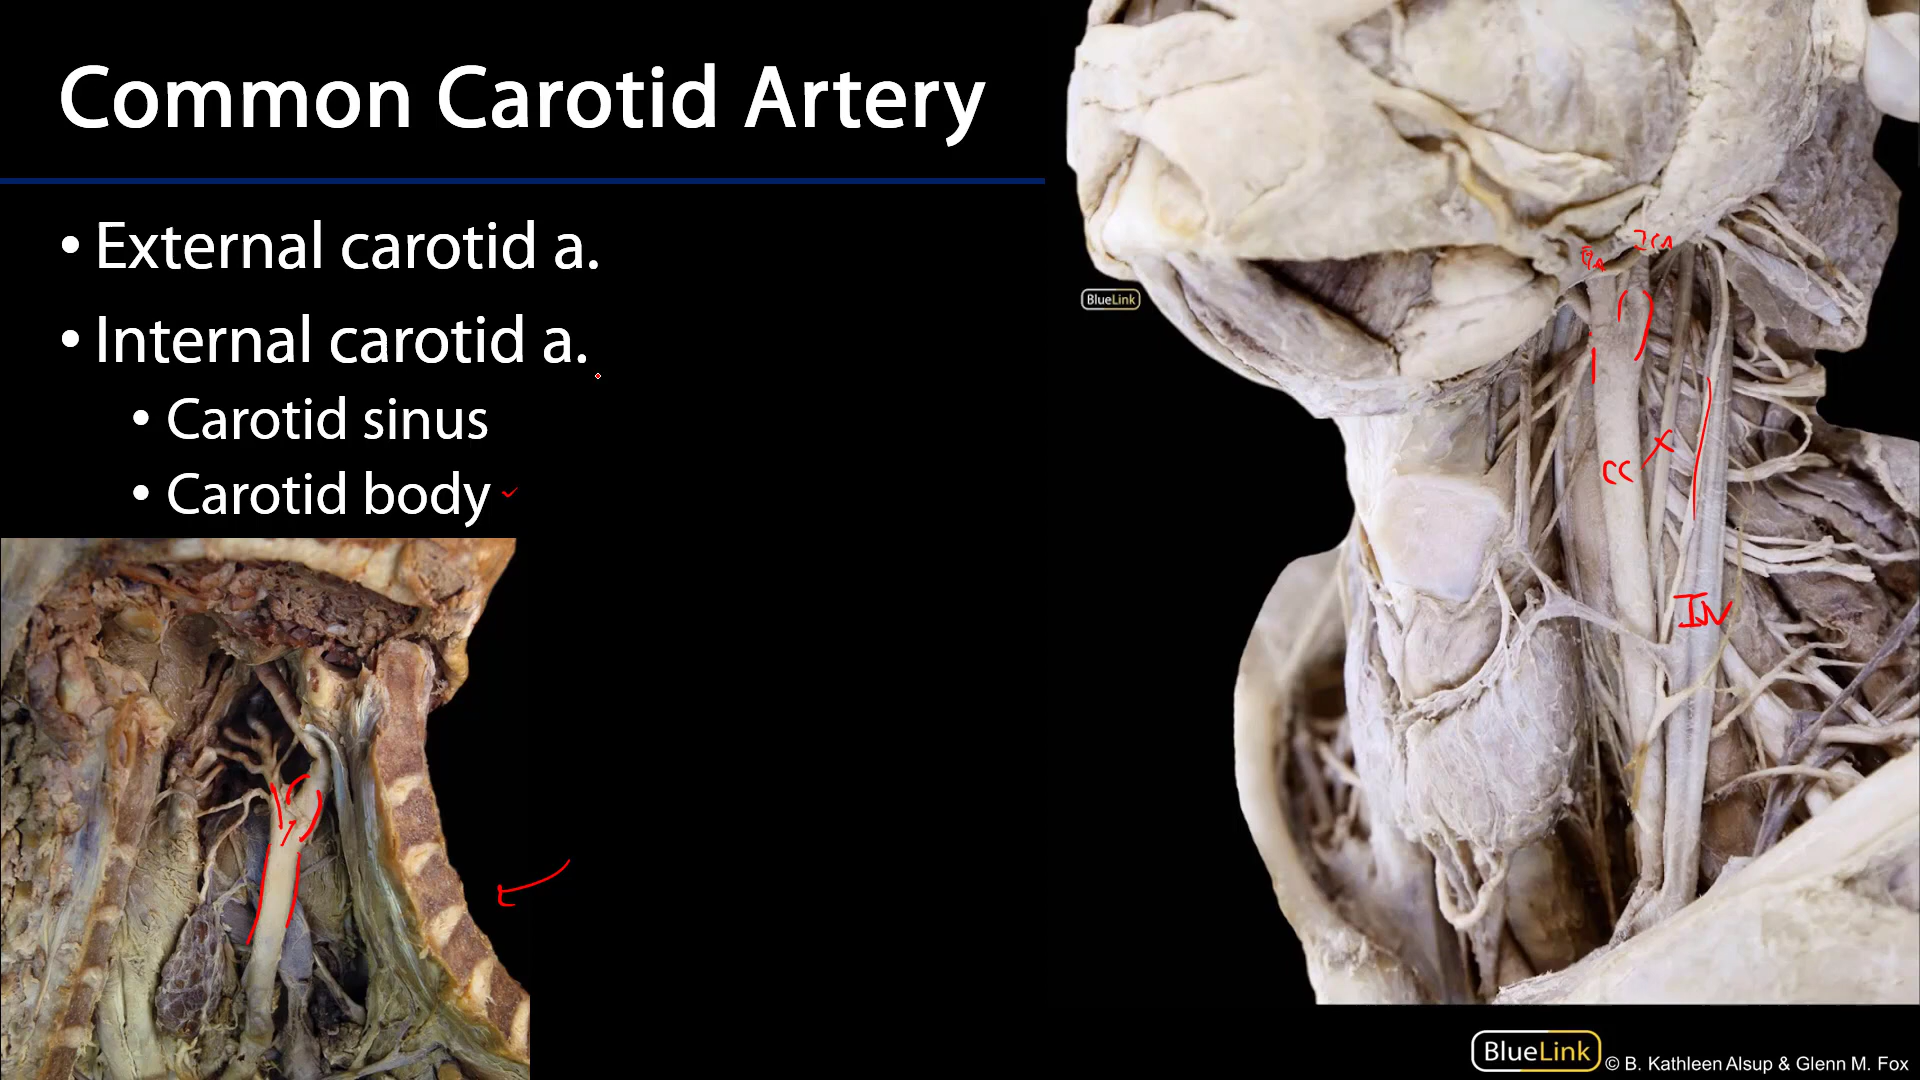 Common Carotid Artery
• External carotid a.
• Internal carotid a.
• Carotid sinus
• Carotid body
BlueLink
ICA
CC
X
BlueLink
© B. Kathleen Alsup & Glenn M. Fox